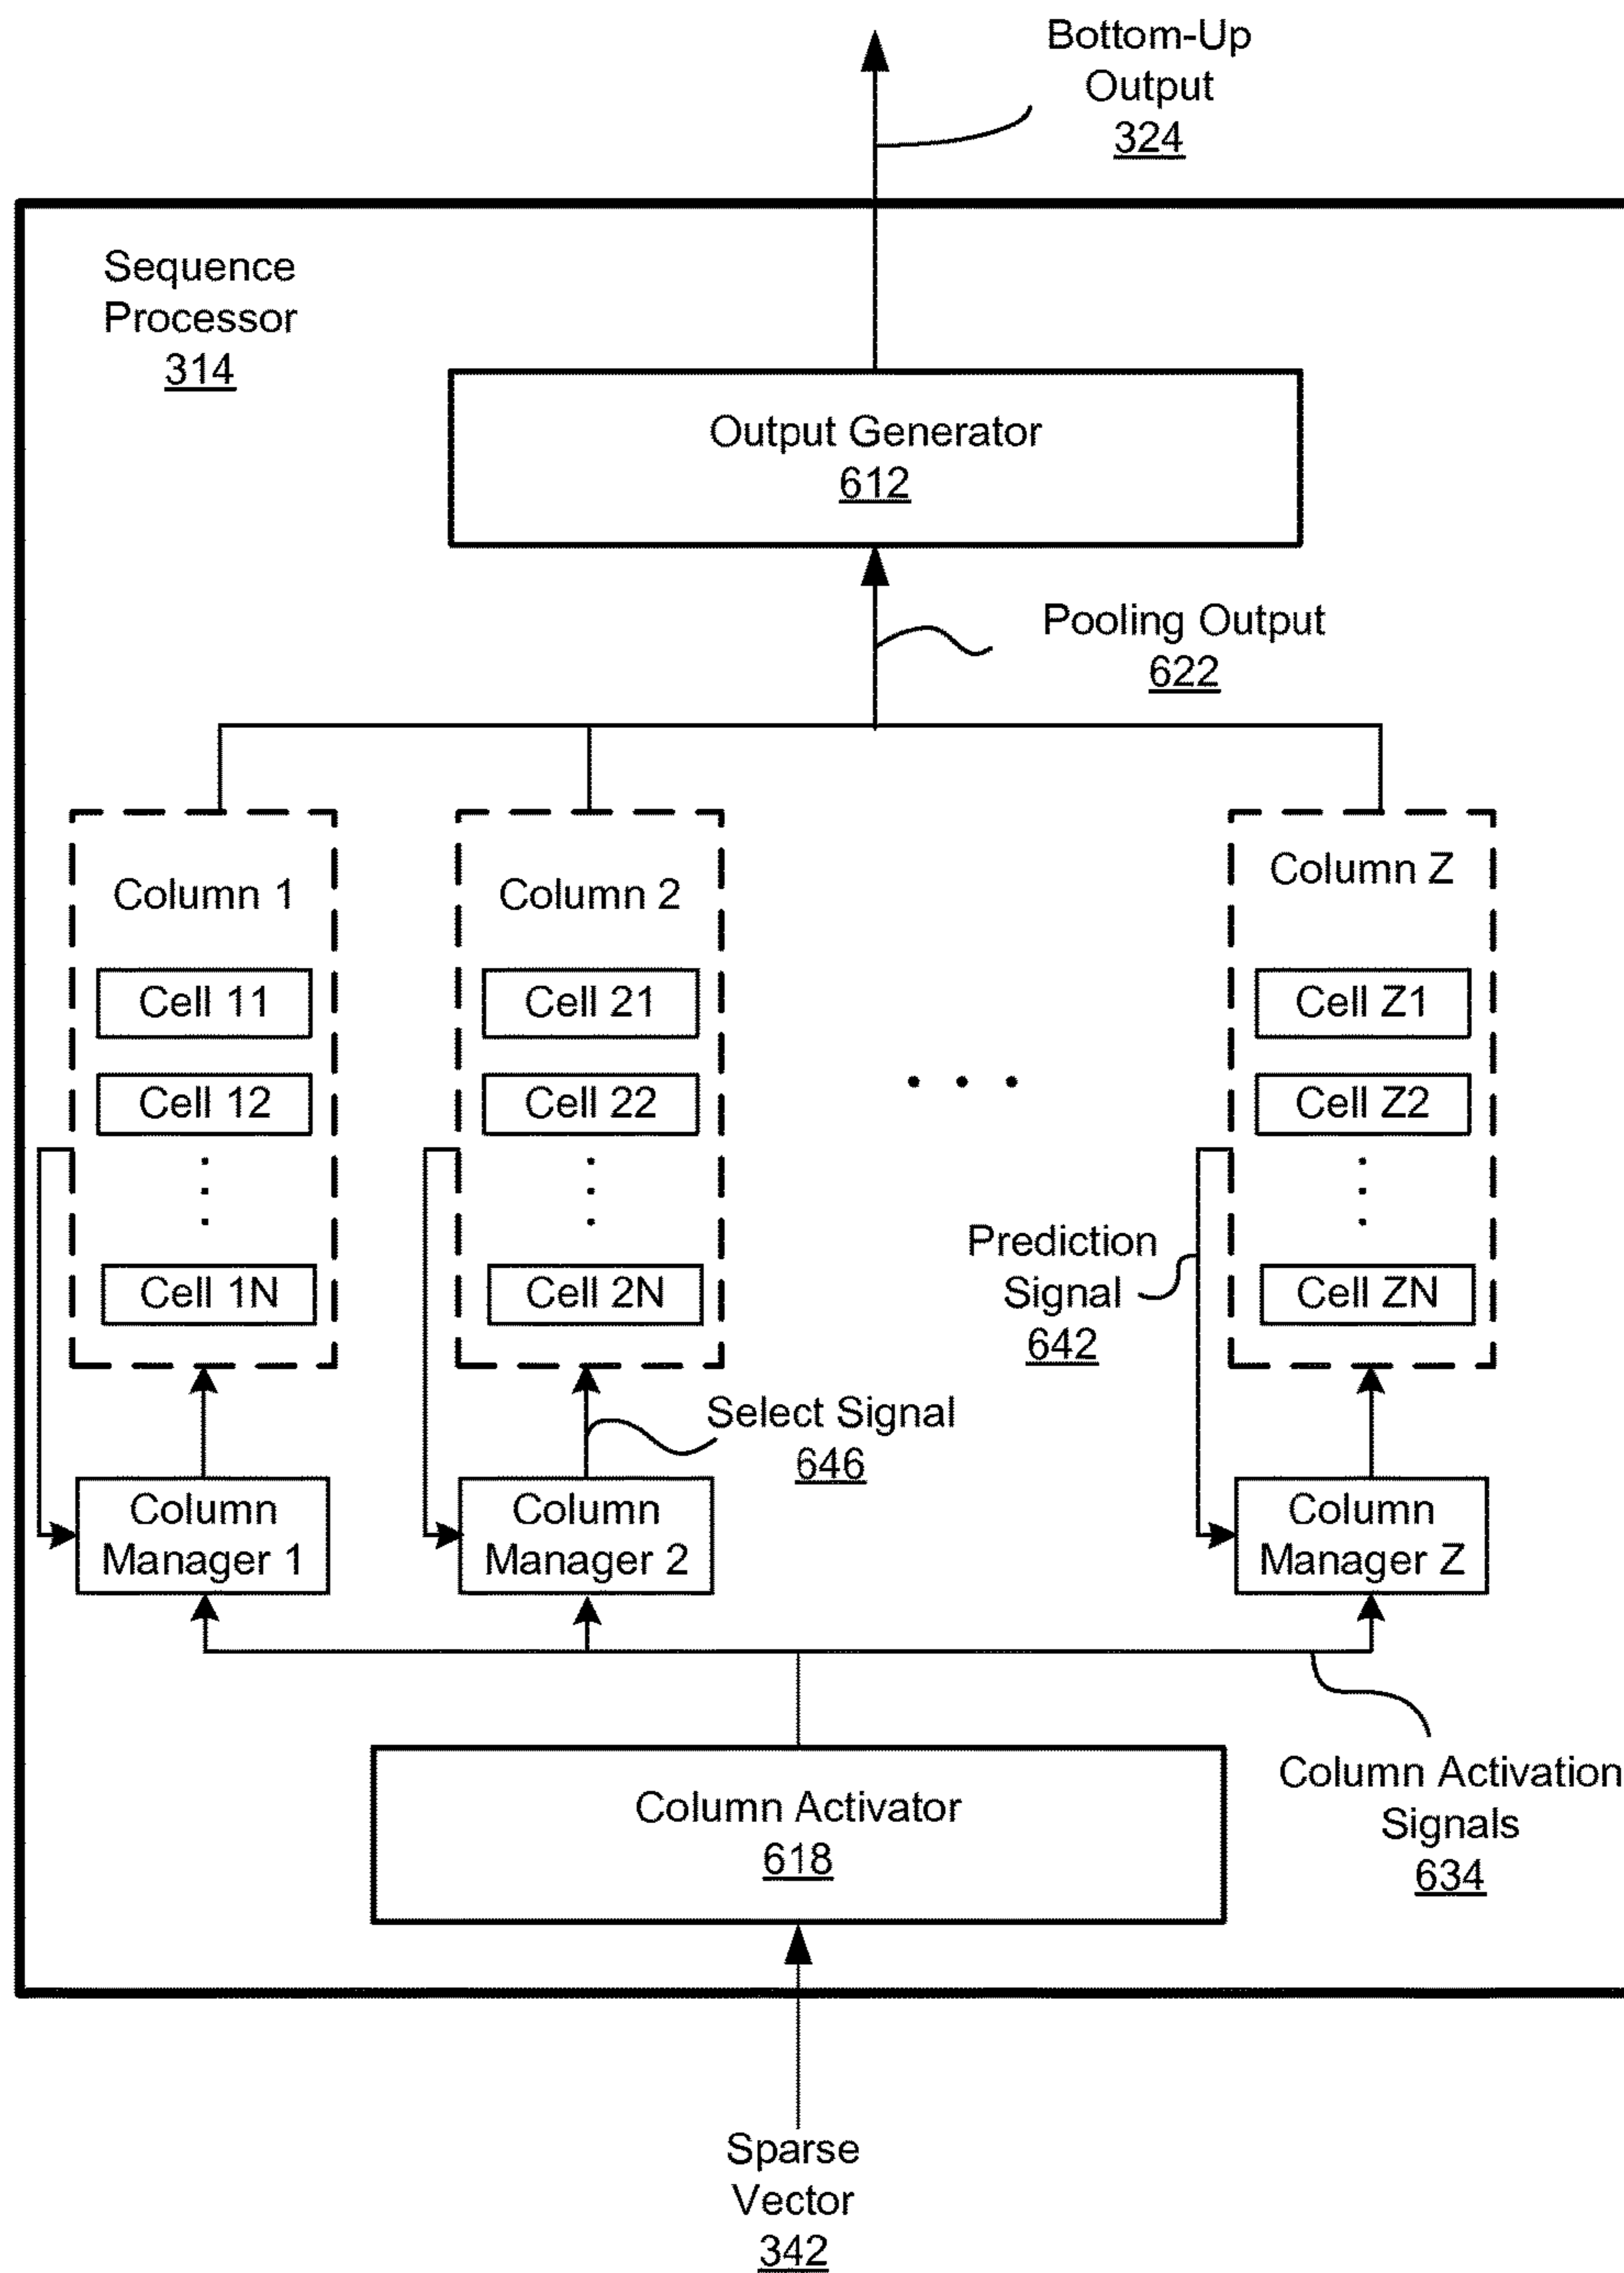 Bottom-Up
Output
324
Sequence
Processor
314
Output Generator
612
Pooling Output
622
Column 1
Column 2
Column Z
Cell 11
Cell 21
Cell Z1
Cell 12
Cell 22
Cell Z2
Prediction
Signal
642
Cell 1N
Cell 2N
Cell ZN
Select Signal
646
Column
Manager 1
Column
Manager 2
Column
Manager Z
Column Activator
618
Column Activation
Signals
634
Sparse
Vector
342